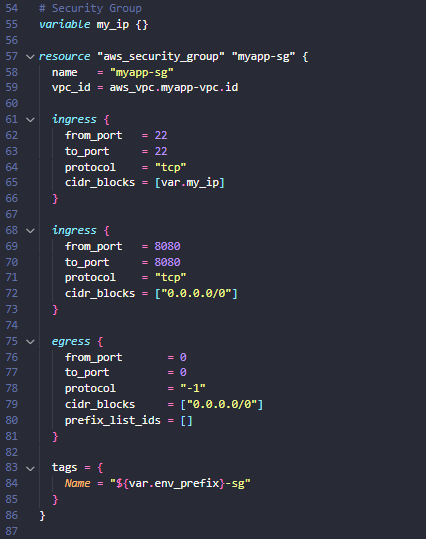 54 # Security Group
55 variable my_ip {}
56
57 resource "aws_security_group" "myapp-sg" {
58   name   = "myapp-sg"
59   vpc_id = aws_vpc.myapp-vpc.id
60
61   ingress {
62     from_port   = 22
63     to_port     = 22
64     protocol    = "tcp"
65     cidr_blocks = [var.my_ip]
66   }
67
68   ingress {
69     from_port   = 8080
70     to_port     = 8080
71     protocol    = "tcp"
72     cidr_blocks = ["0.0.0.0/0"]
73   }
74
75   egress {
76     from_port       = 0
77     to_port         = 0
78     protocol        = "-1"
79     cidr_blocks     = ["0.0.0.0/0"]
80     prefix_list_ids = []
81   }
82
83   tags = {
84     Name = "${var.env_prefix}-sg"
85   }
86 }
87